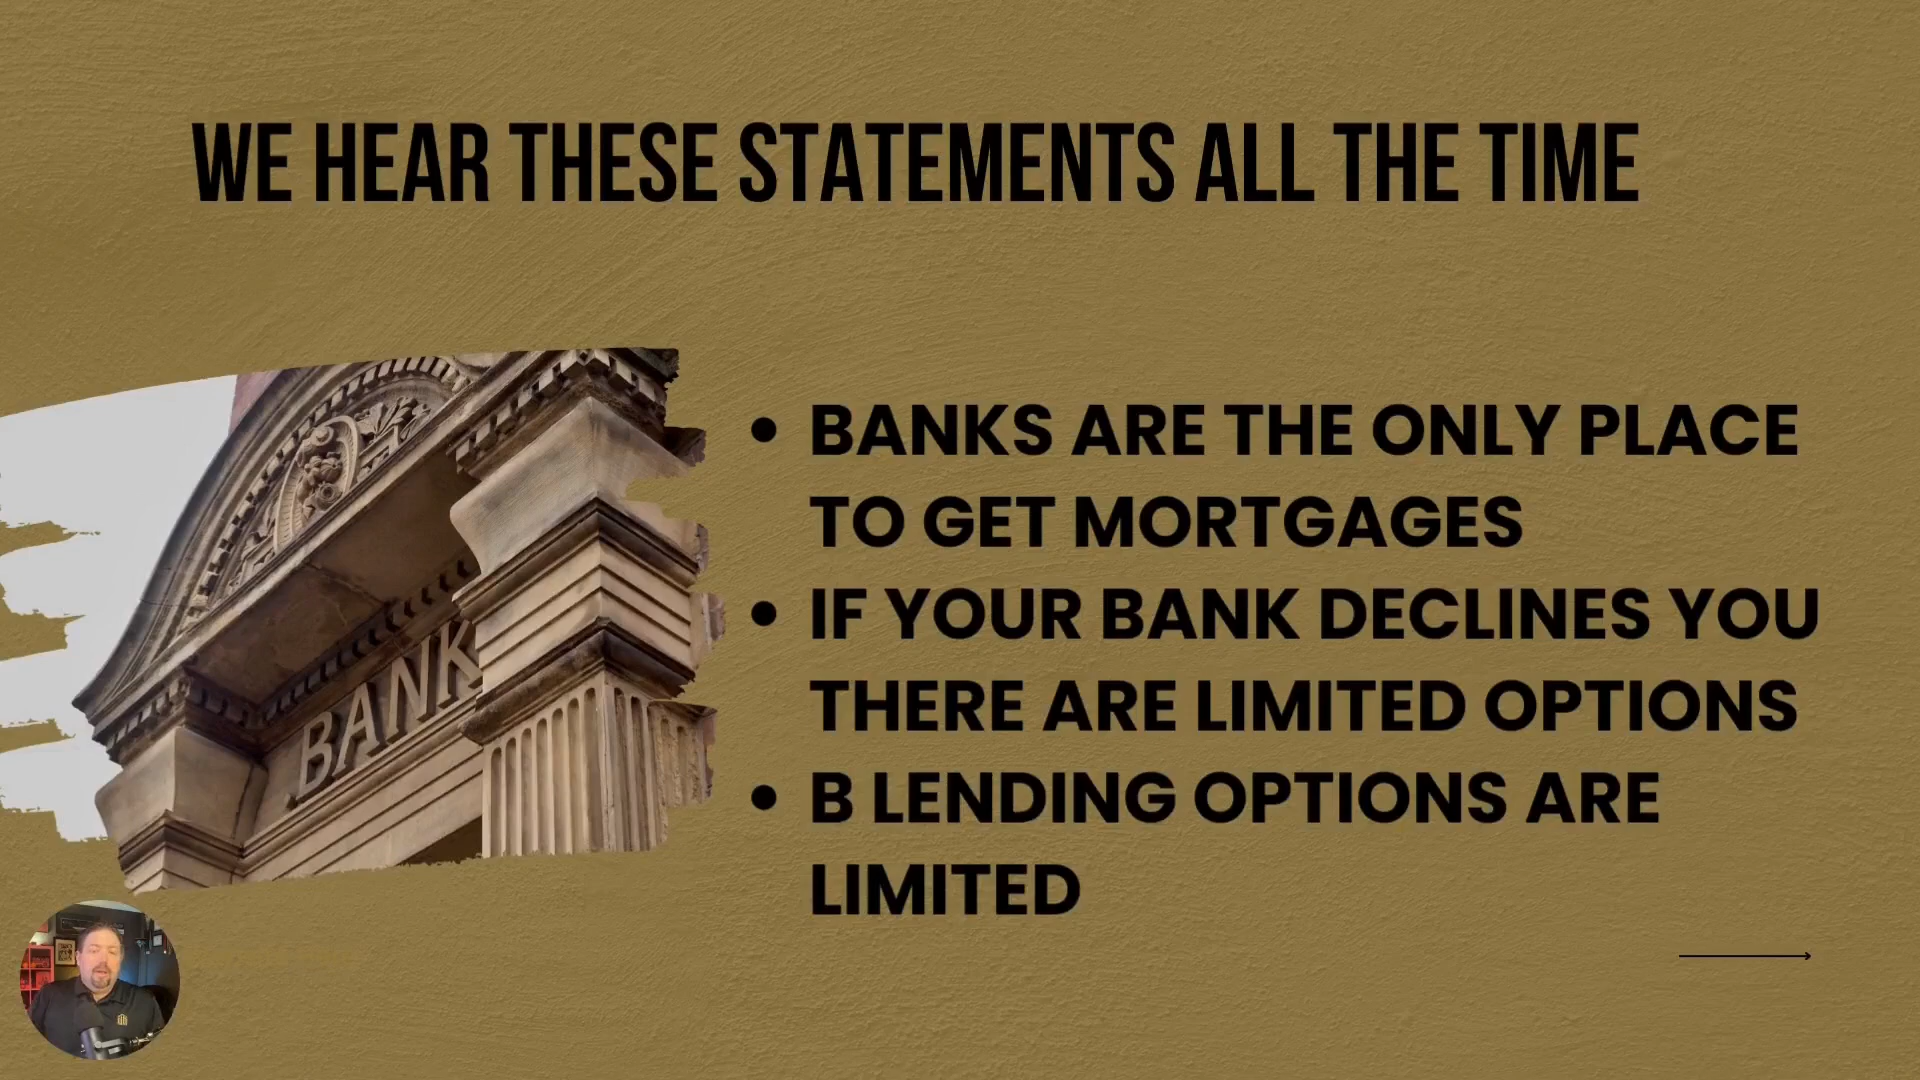 WE HEAR THESE STATEMENTS ALL THE TIME
BANK
• BANKS ARE THE ONLY PLACE
TO GET MORTGAGES
• IF YOUR BANK DECLINES YOU
THERE ARE LIMITED OPTIONS
• B LENDING OPTIONS ARE
LIMITED